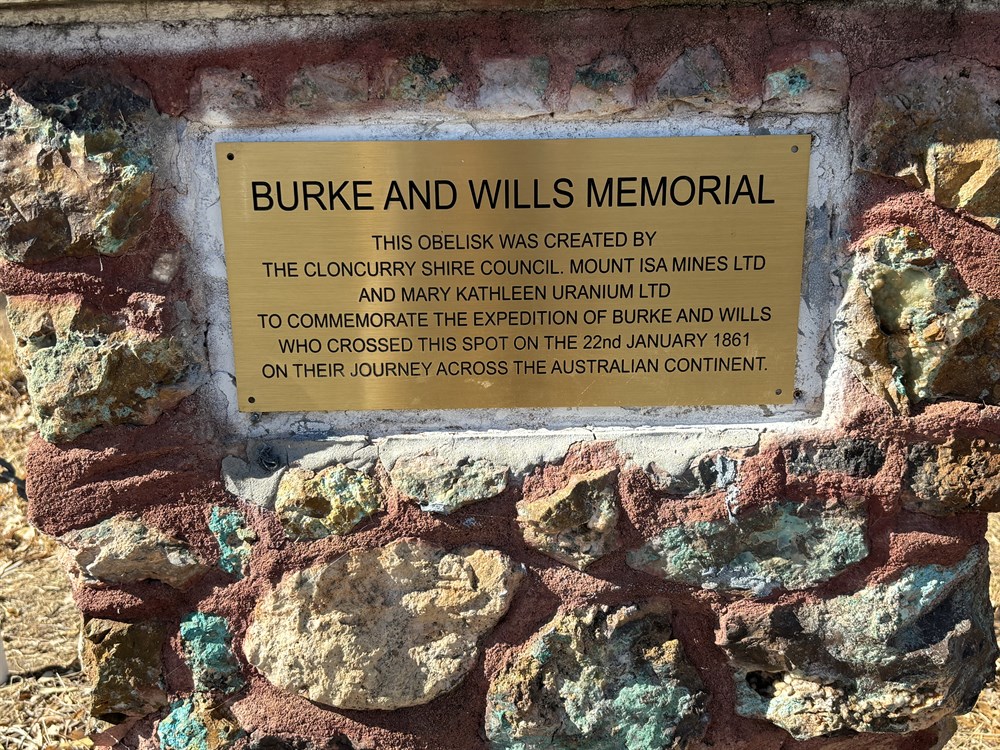 BURKE AND WILLS MEMORIAL
THIS OBELISK WAS CREATED BY
THE CLONCURRY SHIRE COUNCIL. MOUNT ISA MINES LTD
AND MARY KATHLEEN URANIUM LTD
TO COMMEMORATE THE EXPEDITION OF BURKE AND WILLS
WHO CROSSED THIS SPOT ON THE 22nd JANUARY 1861
ON THEIR JOURNEY ACROSS THE AUSTRALIAN CONTINENT.